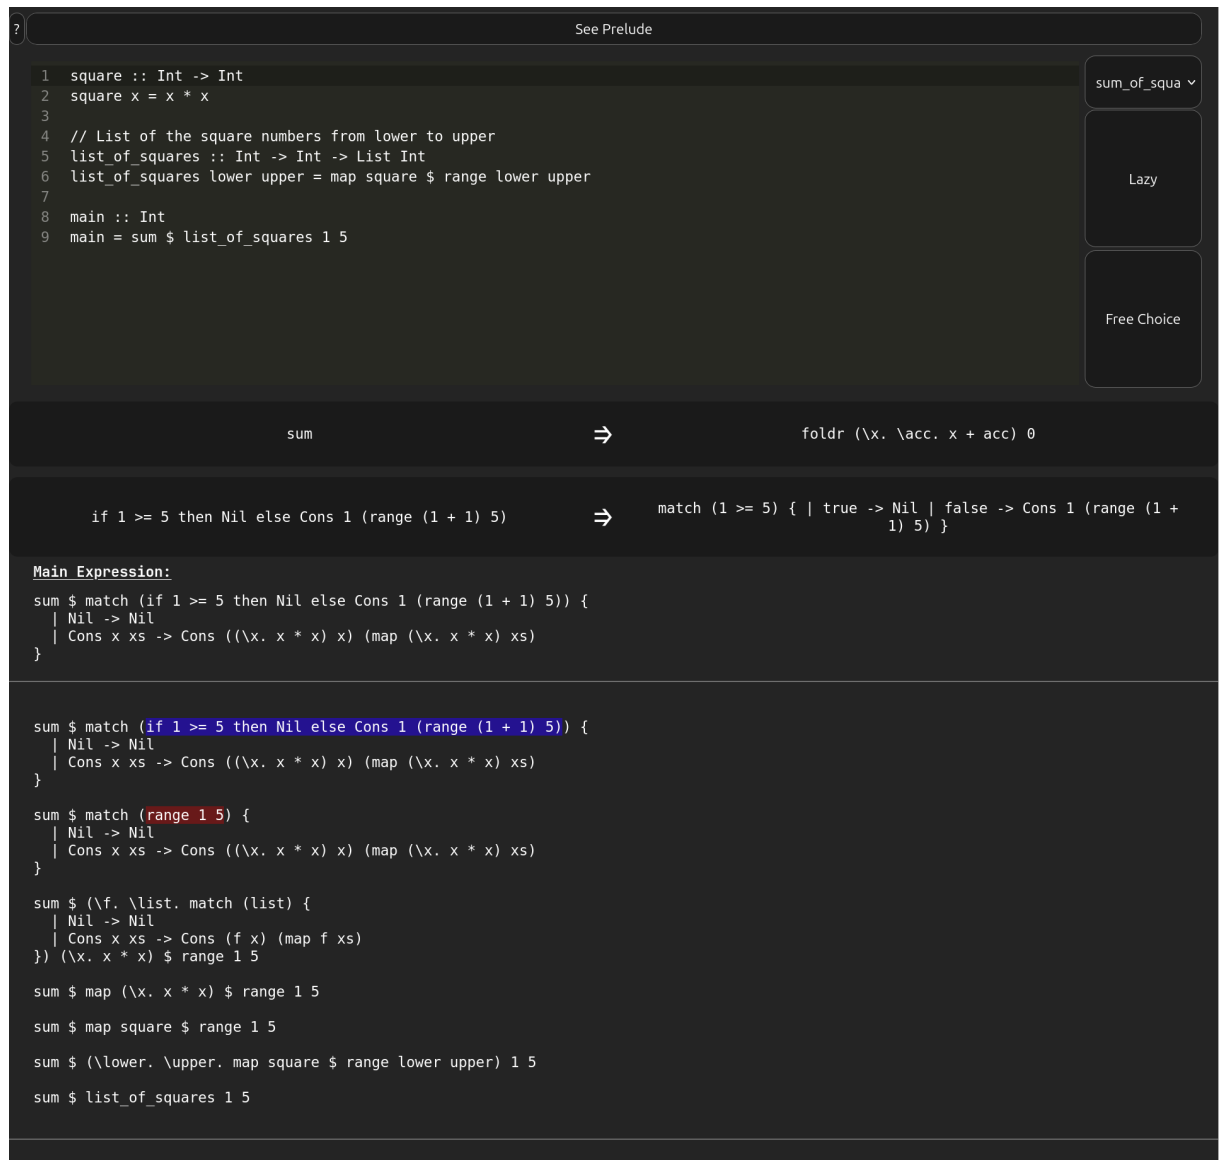 ?
See Prelude
1 square :: Int -> Int
2 square x = x * x
3
4 // List of the square numbers from lower to upper
5 list_of_squares :: Int -> Int -> List Int
6 list_of_squares lower upper = map square $ range lower upper
7
8 main :: Int
9 main = sum $ list_of_squares 1 5
sum_of_squa
Lazy
Free Choice
sum ⇒ foldr (\x. \acc. x + acc) 0
if 1 >= 5 then Nil else Cons 1 (range (1 + 1) 5) ⇒ match (1 >= 5) { | true -> Nil | false -> Cons 1 (range (1 +
1) 5) }
Main Expression:
sum $ match (if 1 >= 5 then Nil else Cons 1 (range (1 + 1) 5)) {
  | Nil -> Nil
  | Cons x xs -> Cons ((\x. x * x) x) (map (\x. x * x) xs)
}
sum $ match (if 1 >= 5 then Nil else Cons 1 (range (1 + 1) 5)) {
  | Nil -> Nil
  | Cons x xs -> Cons ((\x. x * x) x) (map (\x. x * x) xs)
}
sum $ match (range 1 5) {
  | Nil -> Nil
  | Cons x xs -> Cons ((\x. x * x) x) (map (\x. x * x) xs)
}
sum $ (\f. \list. match (list) {
  | Nil -> Nil
  | Cons x xs -> Cons (f x) (map f xs)
}) (\x. x * x) $ range 1 5
sum $ map (\x. x * x) $ range 1 5
sum $ map square $ range 1 5
sum $ (\lower. \upper. map square $ range lower upper) 1 5
sum $ list_of_squares 1 5